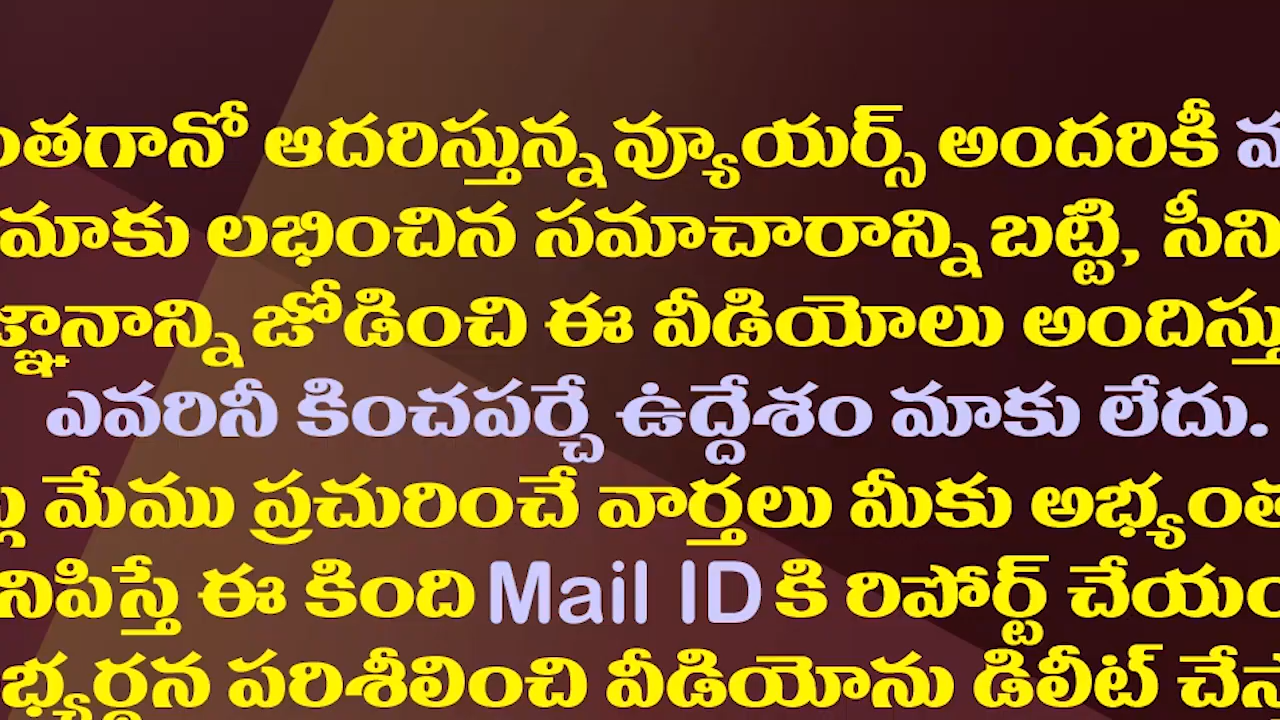 ఆదరిస్తున్న వ్యూయర్స్ అందరికీ
మాకు లభించిన సమాచారాన్ని బట్టి,
జోడించి ఈ వీడియోలు
ఎవరినీ కించపర్చే ఉద్దేశం మాకు లేదు.
మేము ప్రచురించే వార్తలు మీకు
ఈ కింది Mail ID కి రిపోర్ట్
పరిశీలించి వీడియోను డిలీట్